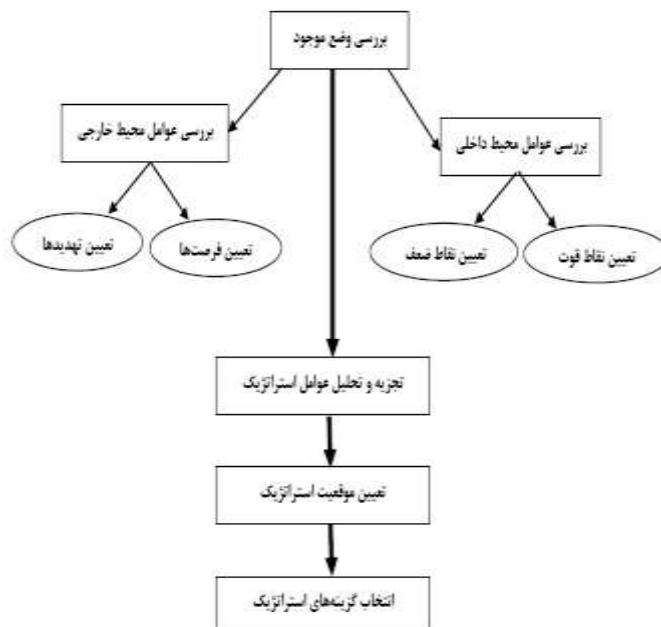 بررسی وضع موجود
بررسی عوامل محیط داخلی
بررسی عوامل محیط خارجی
تعیین نقاط قوت
تعیین نقاط ضعف
تعیین فرصت‌ها
تعیین تهدیدها
تجزیه و تحلیل عوامل استراتژیک
تعیین موقعیت استراتژیک
انتخاب گزینه‌های استراتژیک